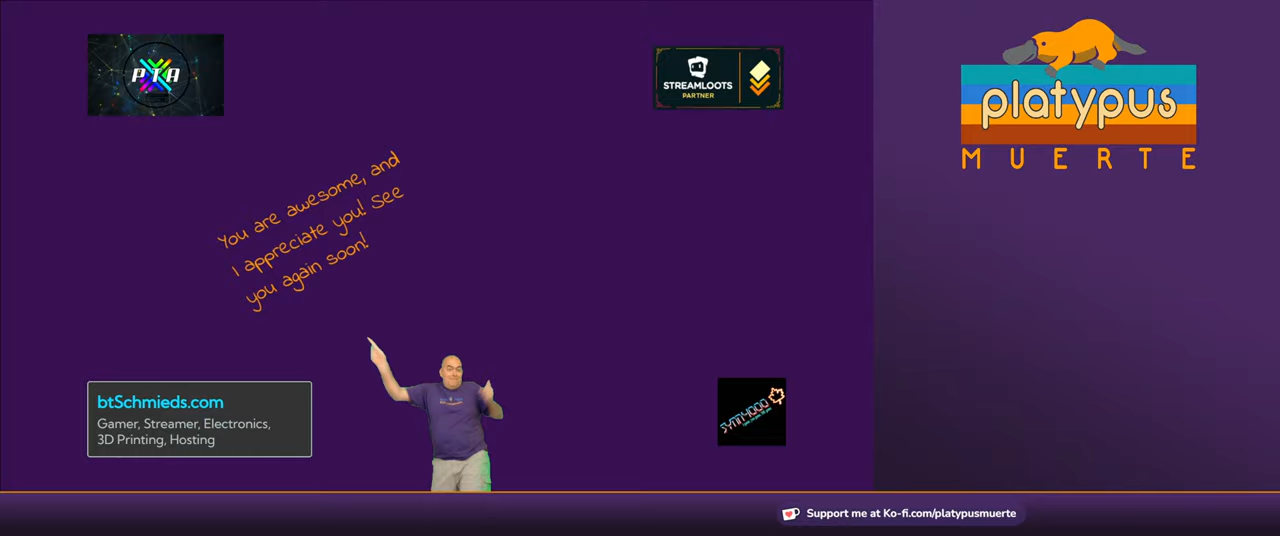 PTA
STREAMLOOTS
PARTNER
platypus
MUERTE
You are awesome, and
I appreciate you! See
you again soon!
btSchmieds.com
Gamer, Streamer, Electronics,
3D Printing, Hosting
Support me at Ko-fi.com/platypusmuerte